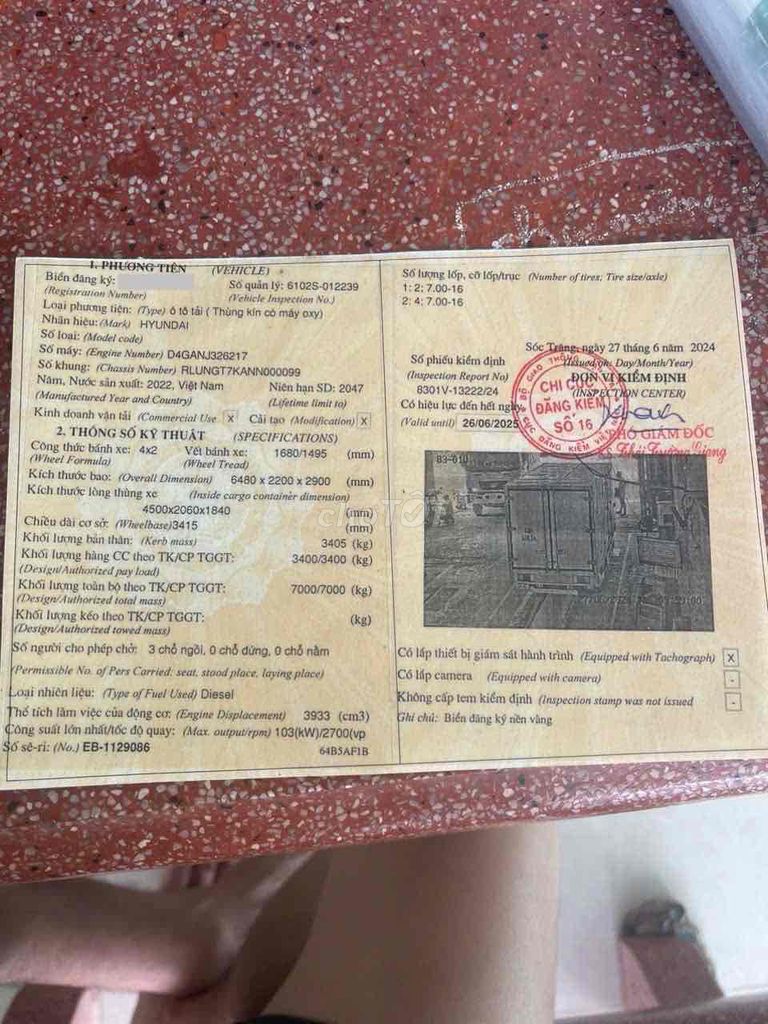 1. PHƯƠNG TIỆN (VEHICLE)
Biển đăng ký:
(Registration Number)
Số quản lý: 6102S-012239
(Vehicle Inspection No.)
Loại phương tiện: (Type) ô tô tải ( Thùng kín có máy oxy)
Nhãn hiệu: (Mark) HYUNDAI
Số loại: (Model code)
Số máy: (Engine Number) D4GANJ326217
Số khung: (Chassis Number) RLUNGT7KANN000099
Năm, Nước sản xuất: 2022, Việt Nam Niên hạn SD: 2047
(Manufactured Year and Country) (Lifetime limit to)
Kinh doanh vận tải (Commercial Use) X Cải tạo (Modification) X
2. THÔNG SỐ KỸ THUẬT (SPECIFICATIONS)
Công thức bánh xe: 4x2 Vết bánh xe: 1680/1495 (mm)
(Wheel Formula) (Wheel Tread)
Kích thước bao: (Overall Dimension) 6480 x 2200 x 2900 (mm)
Kích thước lòng thùng xe (Inside cargo container dimension)
4500x2060x1840 (mm)
Chiều dài cơ sở: (Wheelbase) 3415 (mm)
Khối lượng bản thân: (Kerb mass) 3405 (kg)
Khối lượng hàng CC theo TK/CP TGGT: 3400/3400 (kg)
(Design/Authorized pay load)
Khối lượng toàn bộ theo TK/CP TGGT: 7000/7000 (kg)
(Design/Authorized total mass)
Khối lượng kéo theo TK/CP TGGT: (kg)
(Design/Authorized towed mass)
Số người cho phép chở: 3 chỗ ngồi, 0 chỗ đứng, 0 chỗ nằm
(Permissible No. of Pers Carried: seat, stood place, laying place)
Loại nhiên liệu: (Type of Fuel Used) Diesel
Thể tích làm việc của động cơ: (Engine Displacement) 3933 (cm3)
Công suất lớn nhất/tốc độ quay: (Max. output/rpm) 103(kW)/2700(vp
Số sê-ri: (No.) EB-1129086 64B5AF1B
Số lượng lốp, cỡ lốp/trục (Number of tires; Tire size/axle)
1: 2; 7.00-16
2: 4; 7.00-16
Sóc Trăng, ngày 27 tháng 6 năm 2024
Số phiếu kiểm định (Issued on: Day/Month/Year)
(Inspection Report No) ĐƠN VỊ KIỂM ĐỊNH
8301V-13222/24 (INSPECTION CENTER)
Có hiệu lực đến hết ngày
(Valid until) 26/06/2025
CHI CỤC
ĐĂNG KIỂM
SỐ 16
PHÓ GIÁM ĐỐC
Có lắp thiết bị giám sát hành trình (Equipped with Tachograph) X
Có lắp camera (Equipped with camera) -
Không cấp tem kiểm định (Inspection stamp was not issued -
Ghi chú: Biển đăng ký nền vàng